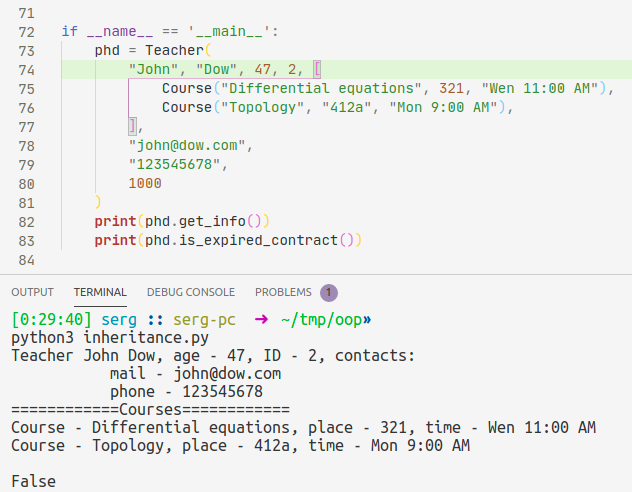 71
72 if __name__ == '__main__':
73     phd = Teacher(
74         "John", "Dow", 47, 2, [
75             Course("Differential equations", 321, "Wen 11:00 AM"),
76             Course("Topology", "412a", "Mon 9:00 AM"),
77         ],
78         "john@dow.com",
79         "123545678",
80         1000
81     )
82     print(phd.get_info())
83     print(phd.is_expired_contract())
84
OUTPUT TERMINAL DEBUG CONSOLE PROBLEMS 1
[0:29:40] serg :: serg-pc ➜ ~/tmp/oop»
python3 inheritance.py
Teacher John Dow, age - 47, ID - 2, contacts:
           mail - john@dow.com
           phone - 123545678
============Courses============
Course - Differential equations, place - 321, time - Wen 11:00 AM
Course - Topology, place - 412a, time - Mon 9:00 AM
False